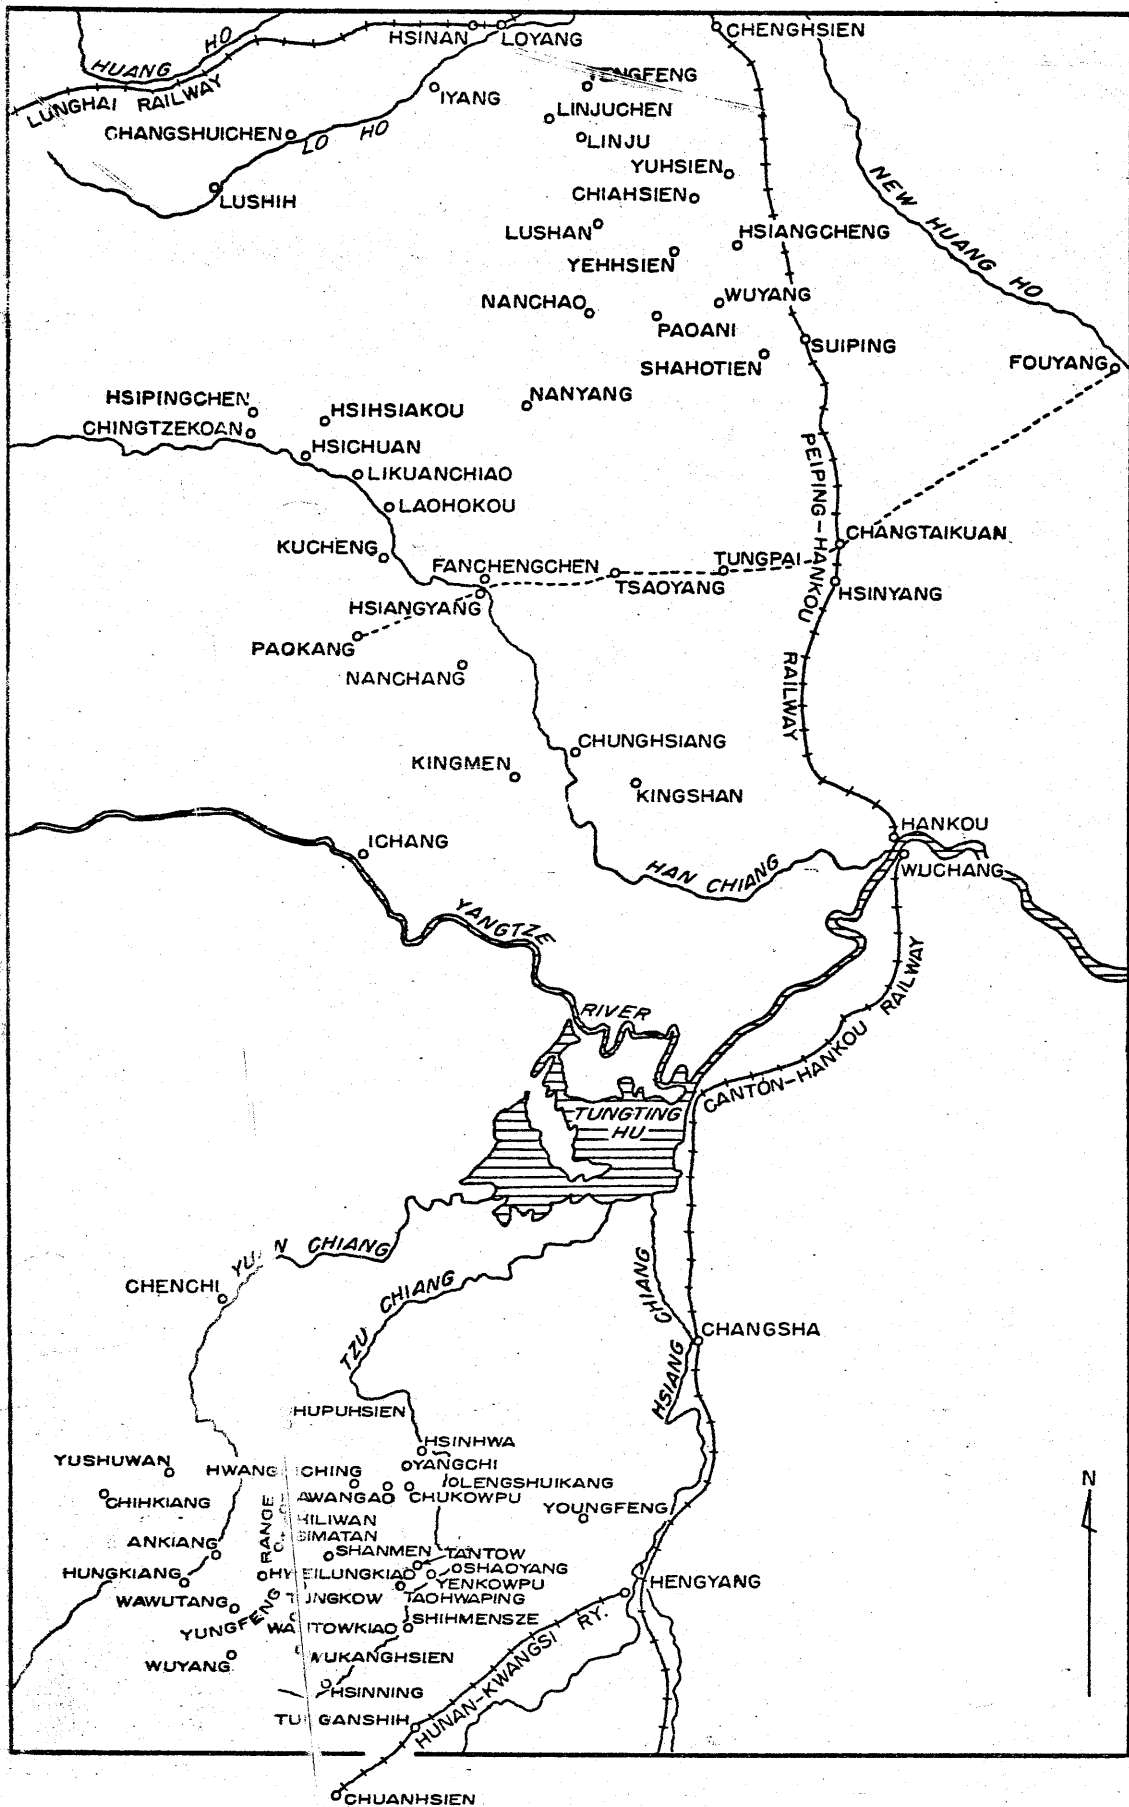 CHENGHSIEN
HO
HSINAN
LOYANG
HUANG
LUNGHAI RAILWAY
IYANG
LINJUCHEN
CHANGSHUICHEN
LO HO
LINJU
YUHSIEN
CHIAHSIEN
LUSHIH
NEW HUANG HO
LUSHAN
HSIANGCHENG
YEHHSIEN
NANCHAO
WUYANG
PAOANI
SUIPING
SHAHOTIEN
FOUYANG
HSIPINGCHEN
NANYANG
HSIHSIAKOU
CHINGTZEKOAN
HSICHUAN
LIKUANCHIAO
LAOHOKOU
PEIPING-HANKOU RAILWAY
CHANGTAIKUAN
KUCHENG
FANCHENGCHEN
TUNGPAI
TSAOYANG
HSINYANG
HSIANGYANG
PAOKANG
NANCHANG
CHUNGHSIANG
KINGMEN
KINGSHAN
HANKOU
ICHANG
WUCHANG
HAN CHIANG
YANGTZE
RIVER
CANTON-HANKOU RAILWAY
TUNGTING
HU
CHIANG
CHENCHI
TZU CHIANG
HSIANG CHIANG
CHANGSHA
HUPUHSIEN
HSINHWA
YUSHUWAN
YANGCHI
LENGSHUIKANG
CHIHKIANG
CHUKOWPU
YOUNGFENG
ANKIANG
SHANMEN
TANTOW
HUNGKIANG
SHAOYANG
YENKOWPU
HENGYANG
WAWUTANG
TAOHWAPING
YUNGFENG RANGE
SHIHMENSZE
WUYANG
WUKANGHSIEN
HSINNING
HUNAN-KWANGSI RY.
CHUANHSIEN
N